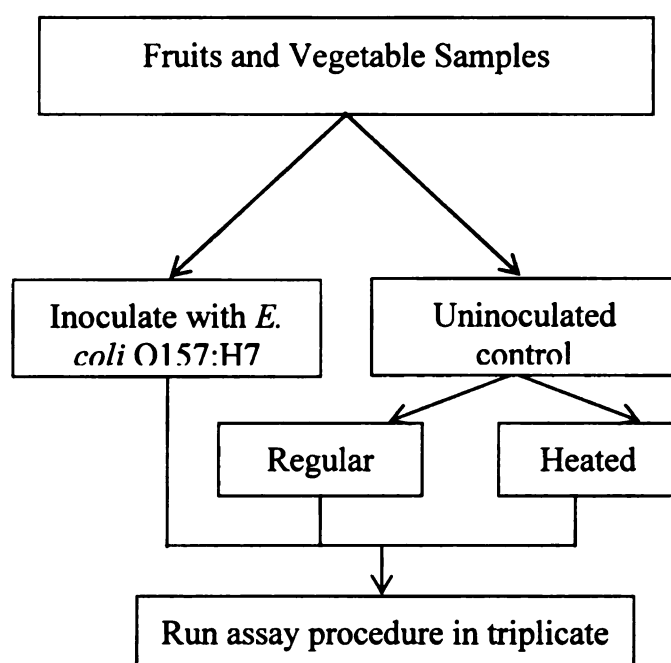 Fruits and Vegetable Samples
Inoculate with E.
coli O157:H7
Uninoculated
control
Regular
Heated
Run assay procedure in triplicate